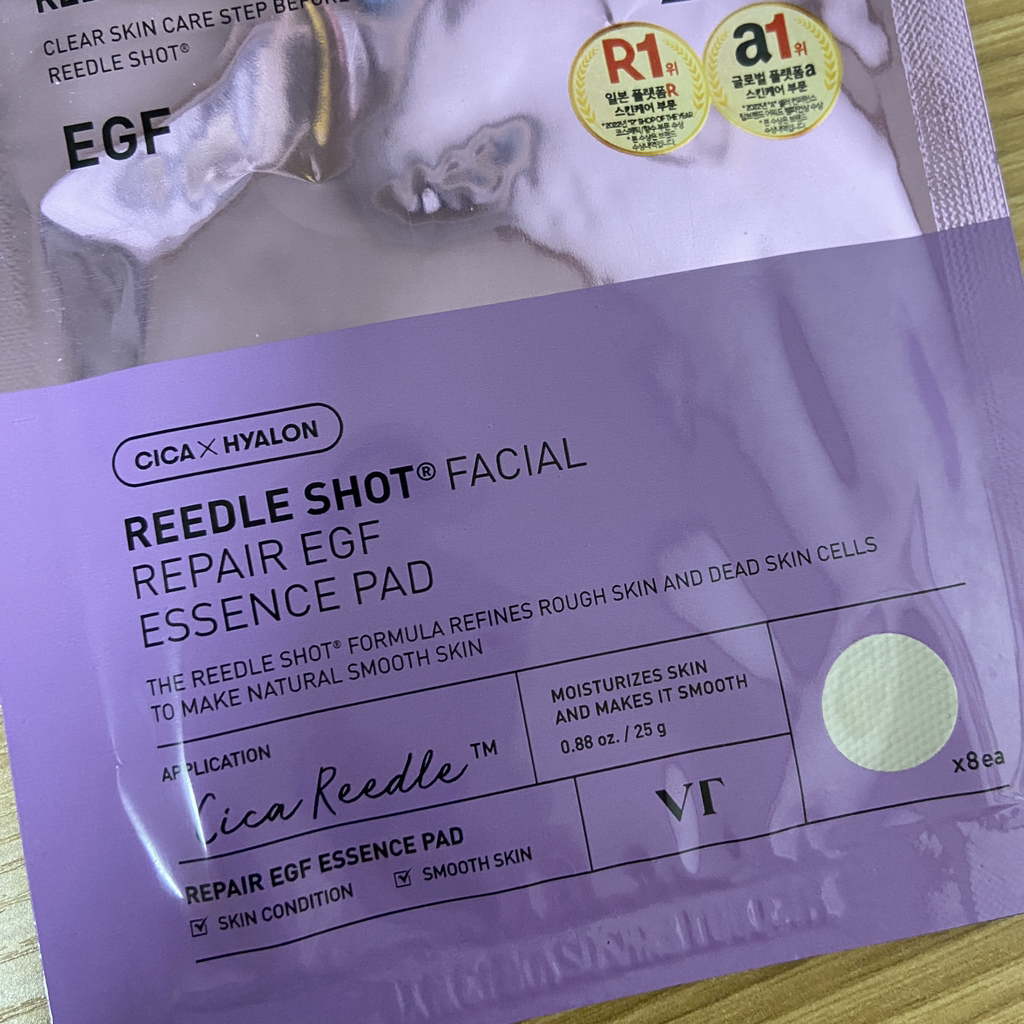 CLEAR SKIN CARE STEP BEFORE
REEDLE SHOT®
EGF
R1위
일본 플랫폼R
스킨케어 부문
a1위
글로벌 플랫폼a
스킨케어 부문
CICA×HYALON
REEDLE SHOT® FACIAL
REPAIR EGF
ESSENCE PAD
THE REEDLE SHOT® FORMULA REFINES ROUGH SKIN AND DEAD SKIN CELLS
TO MAKE NATURAL SMOOTH SKIN
APPLICATION
Cica Reedle™
MOISTURIZES SKIN
AND MAKES IT SMOOTH
0.88 oz. / 25 g
x8ea
REPAIR EGF ESSENCE PAD
☑ SKIN CONDITION ☑ SMOOTH SKIN
VT